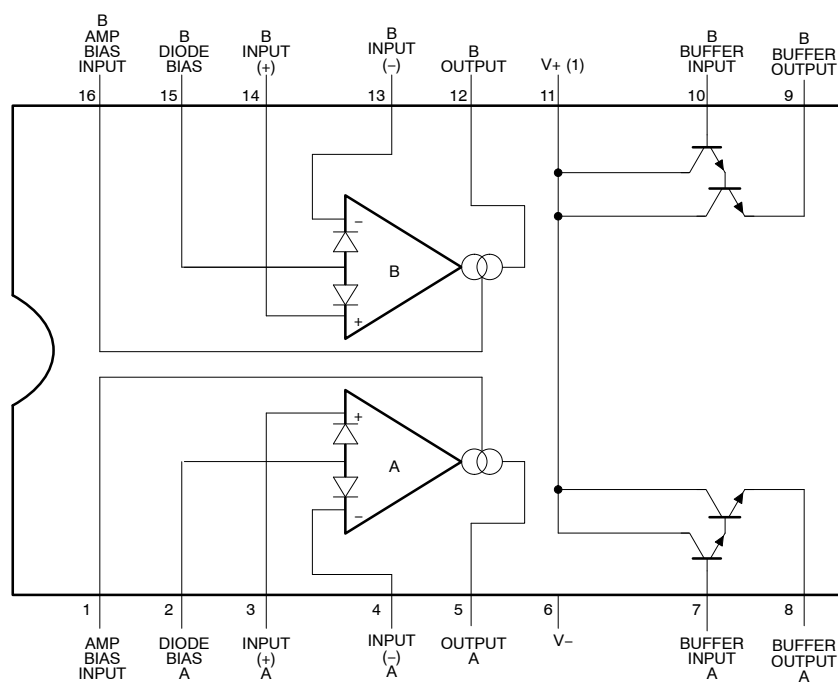 B
AMP
BIAS
INPUT
B
DIODE
BIAS
B
INPUT
(+)
B
INPUT
(−)
B
OUTPUT
V+ (1)
B
BUFFER
INPUT
B
BUFFER
OUTPUT
16
15
14
13
12
11
10
9
−
B
+
+
A
−
1
2
3
4
5
6
7
8
AMP
BIAS
INPUT
DIODE
BIAS
A
INPUT
(+)
A
INPUT
(−)
A
OUTPUT
A
V−
BUFFER
INPUT
A
BUFFER
OUTPUT
A